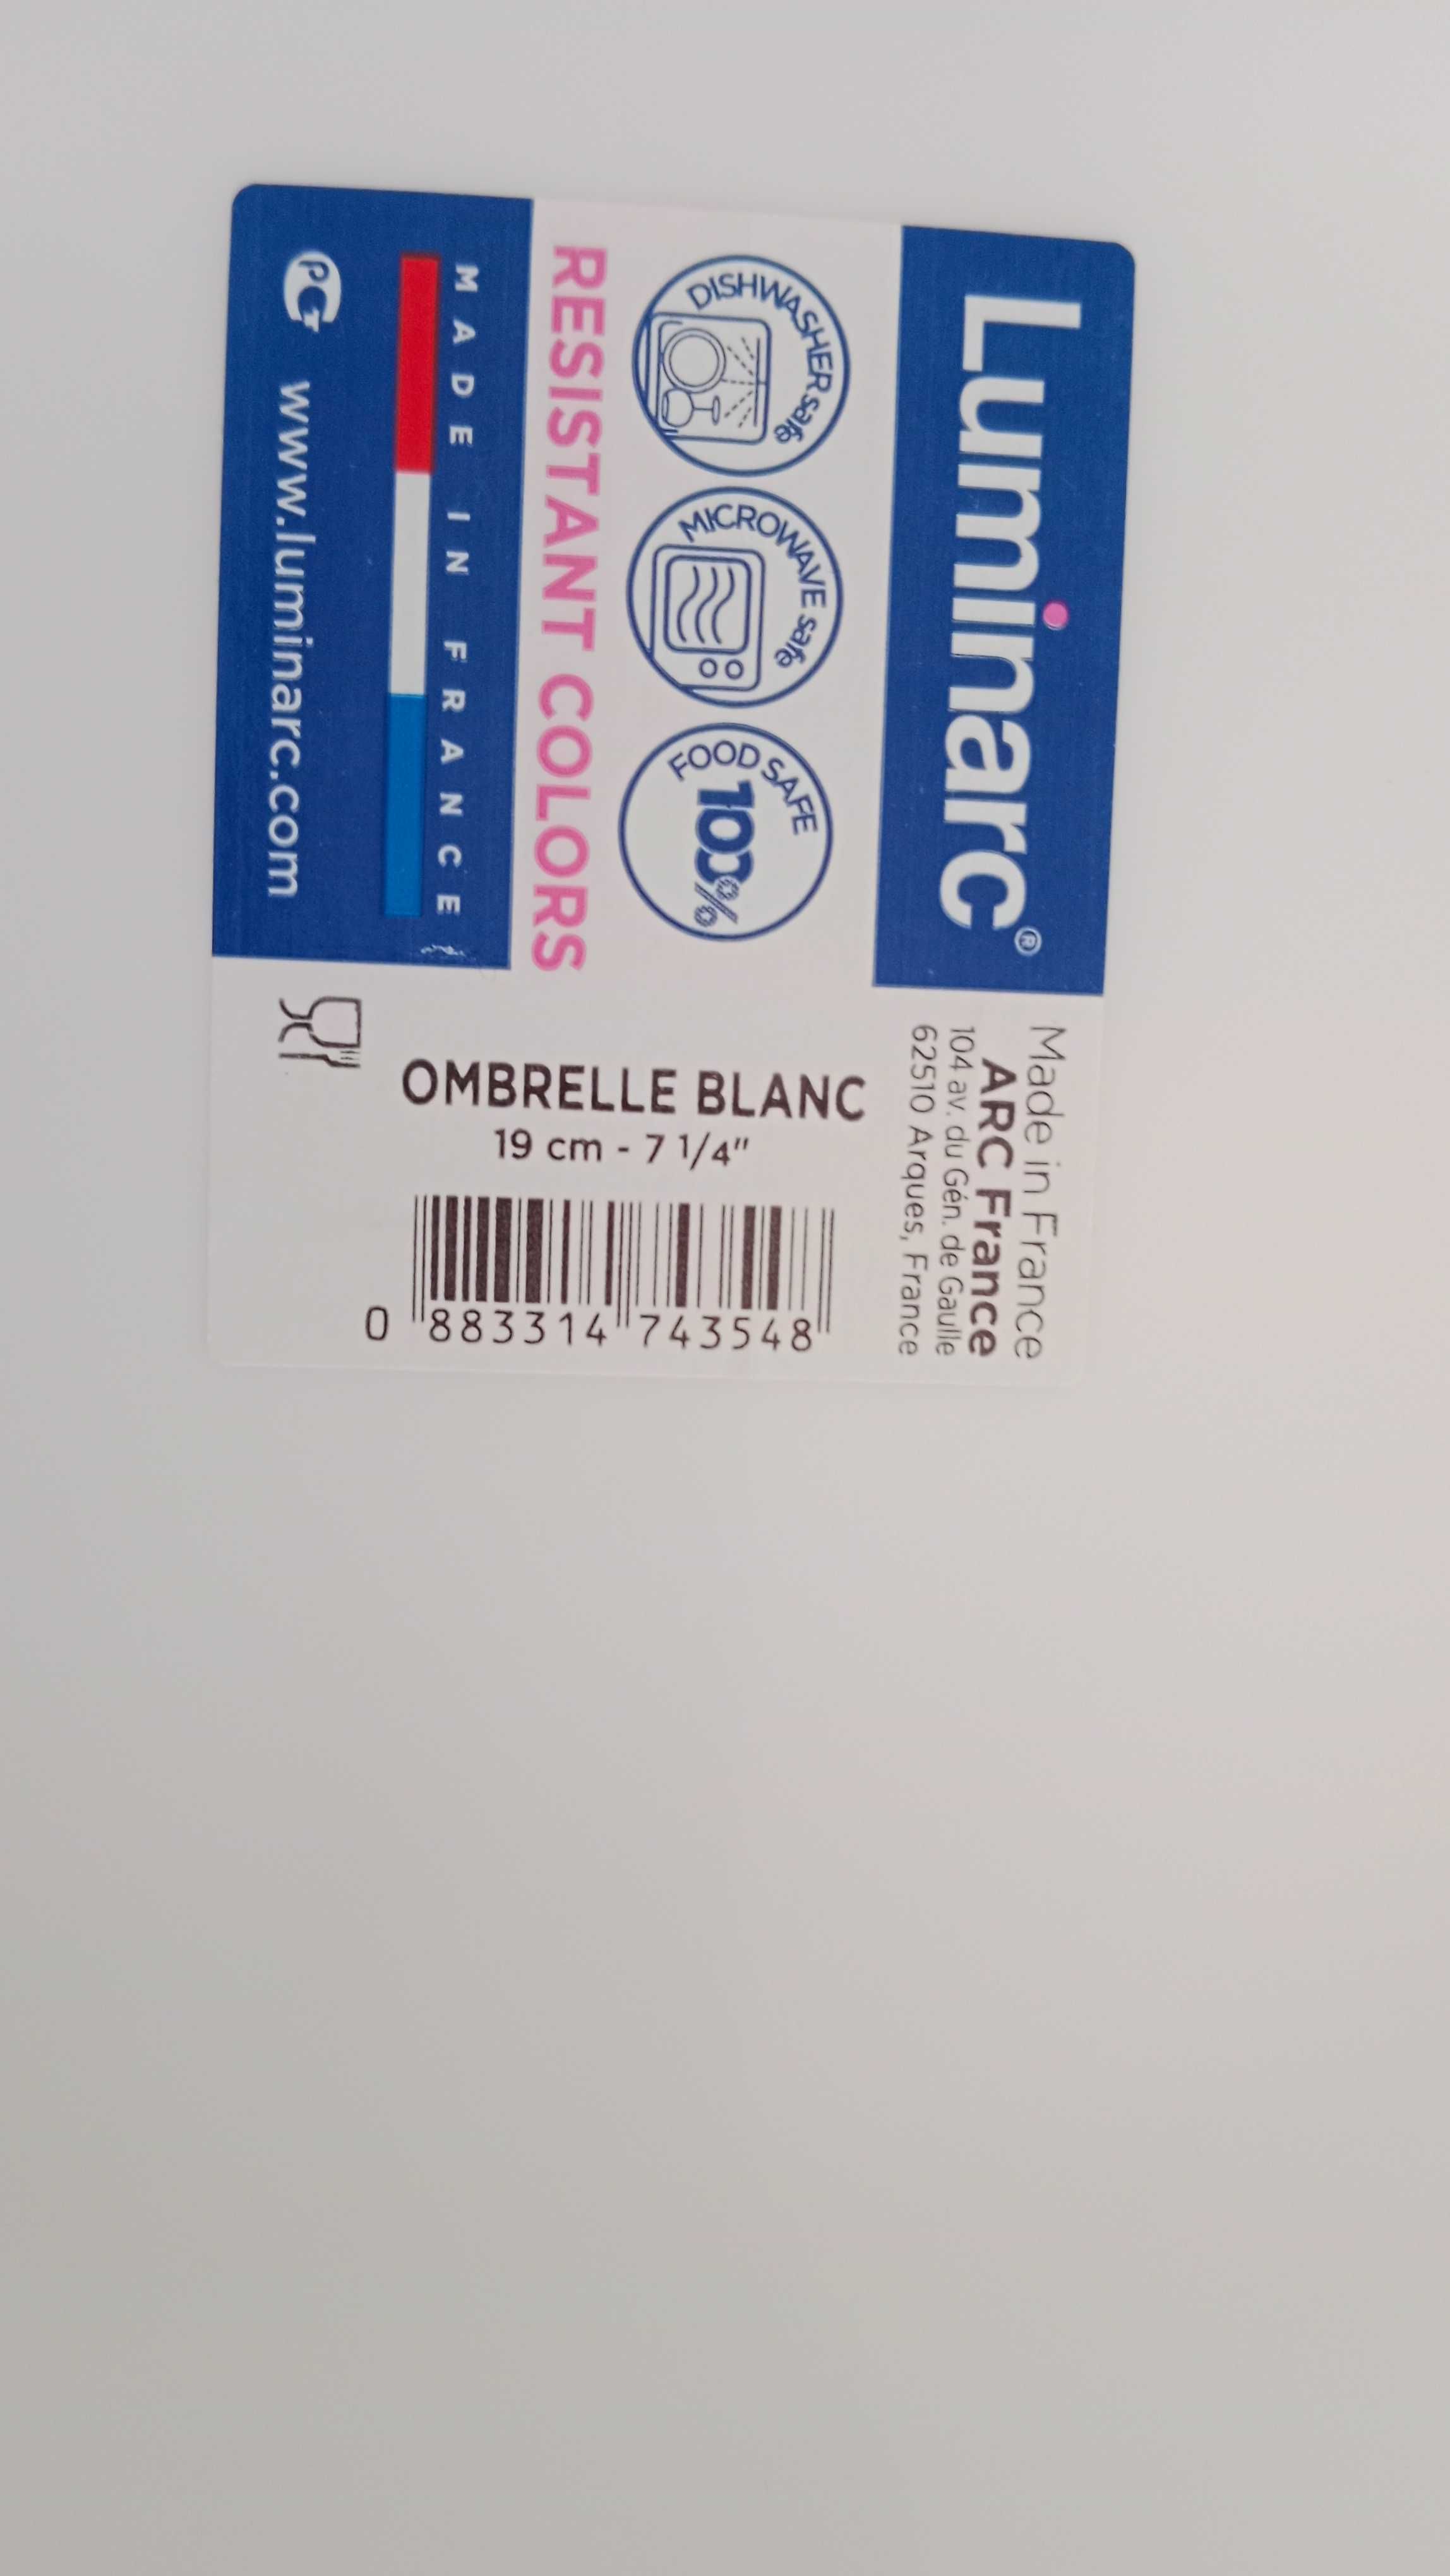 Luminarc®
DISHWASHER safe
MICROWAVE safe
FOOD SAFE
100%
RESISTANT COLORS
MADE IN FRANCE
www.luminarc.com
Made in France
ARC France
104 av. du Gén. de Gaulle
62510 Arques, France
OMBRELLE BLANC
19 cm - 7 1/4"
0 883314 743548